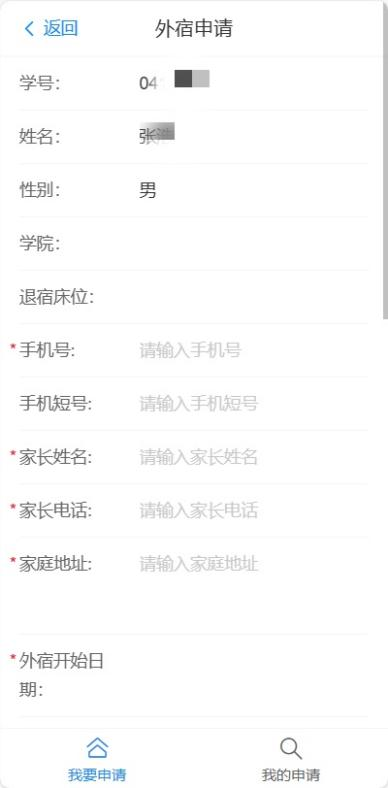 返回 外宿申请
学号： 04
姓名： 张
性别： 男
学院：
退宿床位：
*手机号: 请输入手机号
手机短号: 请输入手机短号
*家长姓名: 请输入家长姓名
*家长电话: 请输入家长电话
*家庭地址: 请输入家庭地址
*外宿开始日
期：
我要申请 我的申请